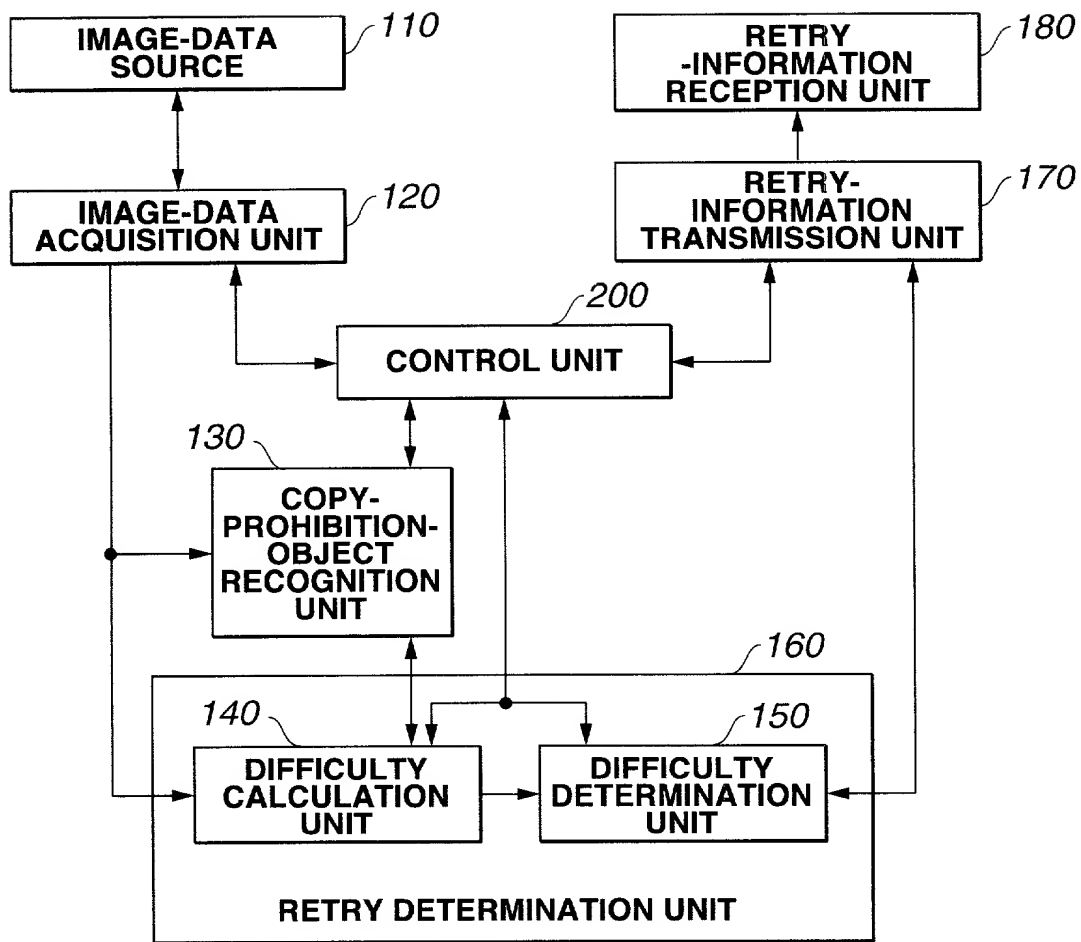 IMAGE-DATA
SOURCE
110
RETRY
-INFORMATION
RECEPTION UNIT
180
IMAGE-DATA
ACQUISITION UNIT
120
RETRY-
INFORMATION
TRANSMISSION UNIT
170
200
CONTROL UNIT
130
COPY-
PROHIBITION-
OBJECT
RECOGNITION
UNIT
160
140
DIFFICULTY
CALCULATION
UNIT
150
DIFFICULTY
DETERMINATION
UNIT
RETRY DETERMINATION UNIT